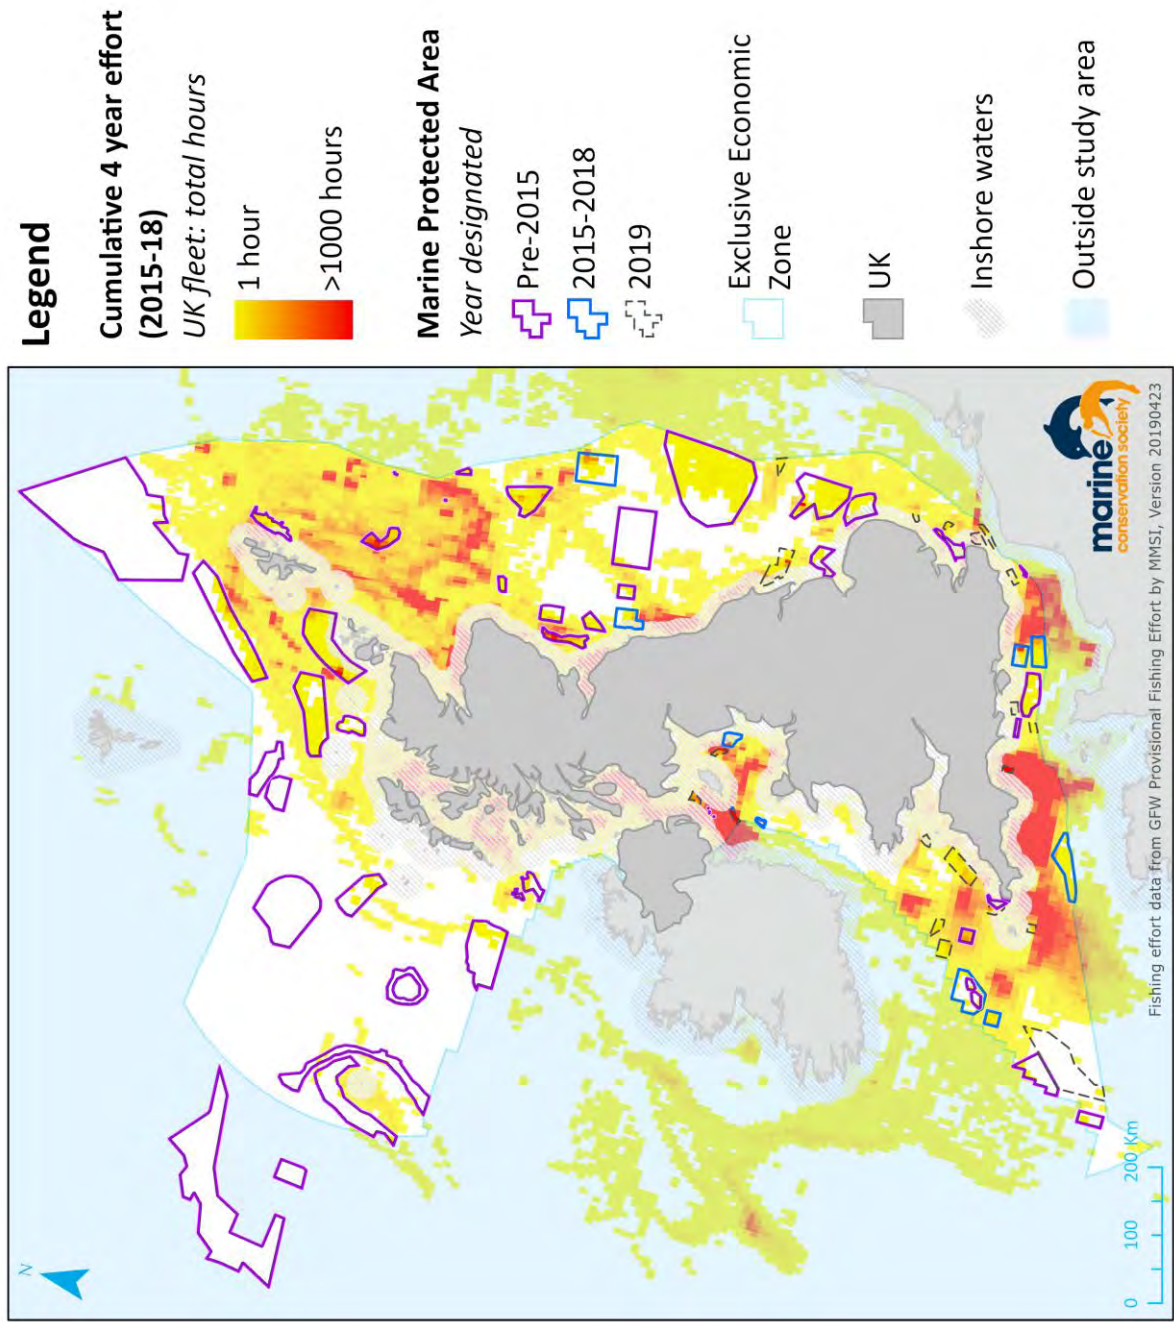 Legend
Cumulative 4 year effort
(2015-18)
UK fleet: total hours
1 hour
>1000 hours
Marine Protected Area
Year designated
Pre-2015
2015-2018
2019
Exclusive Economic
Zone
UK
Inshore waters
Outside study area
N
0 100 200 Km
marine
conservation society
Fishing effort data from GFW Provisional Fishing Effort by MMSI, Version 20190423